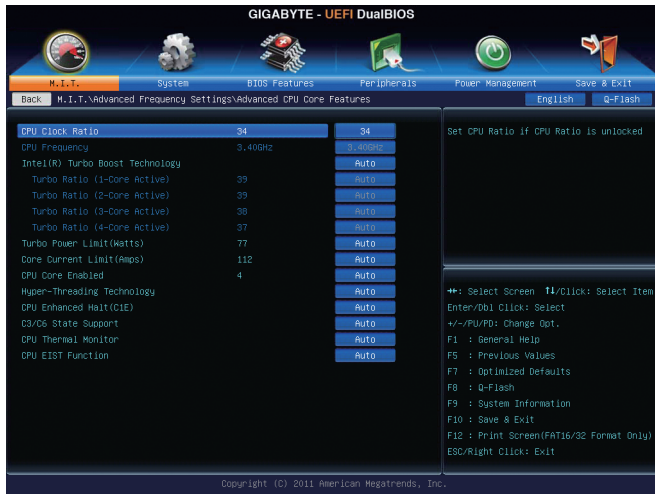 GIGABYTE - UEFI DualBIOS
M.I.T. System BIOS Features Peripherals Power Management Save & Exit
Back M.I.T.\Advanced Frequency Settings\Advanced CPU Core Features English Q-Flash
CPU Clock Ratio 34 34
CPU Frequency 3.40GHz 3.40GHz
Intel(R) Turbo Boost Technology Auto
Turbo Ratio (1-Core Active) 39 Auto
Turbo Ratio (2-Core Active) 39 Auto
Turbo Ratio (3-Core Active) 38 Auto
Turbo Ratio (4-Core Active) 37 Auto
Turbo Power Limit(Watts) 77 Auto
Core Current Limit(Amps) 112 Auto
CPU Core Enabled 4 Auto
Hyper-Threading Technology Auto
CPU Enhanced Halt(C1E) Auto
C3/C6 State Support Auto
CPU Thermal Monitor Auto
CPU EIST Function Auto
Set CPU Ratio if CPU Ratio is unlocked
↔: Select Screen ↑↓/Click: Select Item
Enter/Dbl Click: Select
+/-/PU/PD: Change Opt.
F1 : General Help
F5 : Previous Values
F7 : Optimized Defaults
F8 : Q-Flash
F9 : System Information
F10 : Save & Exit
F12 : Print Screen(FAT16/32 Format Only)
ESC/Right Click: Exit
Copyright (C) 2011 American Megatrends, Inc.